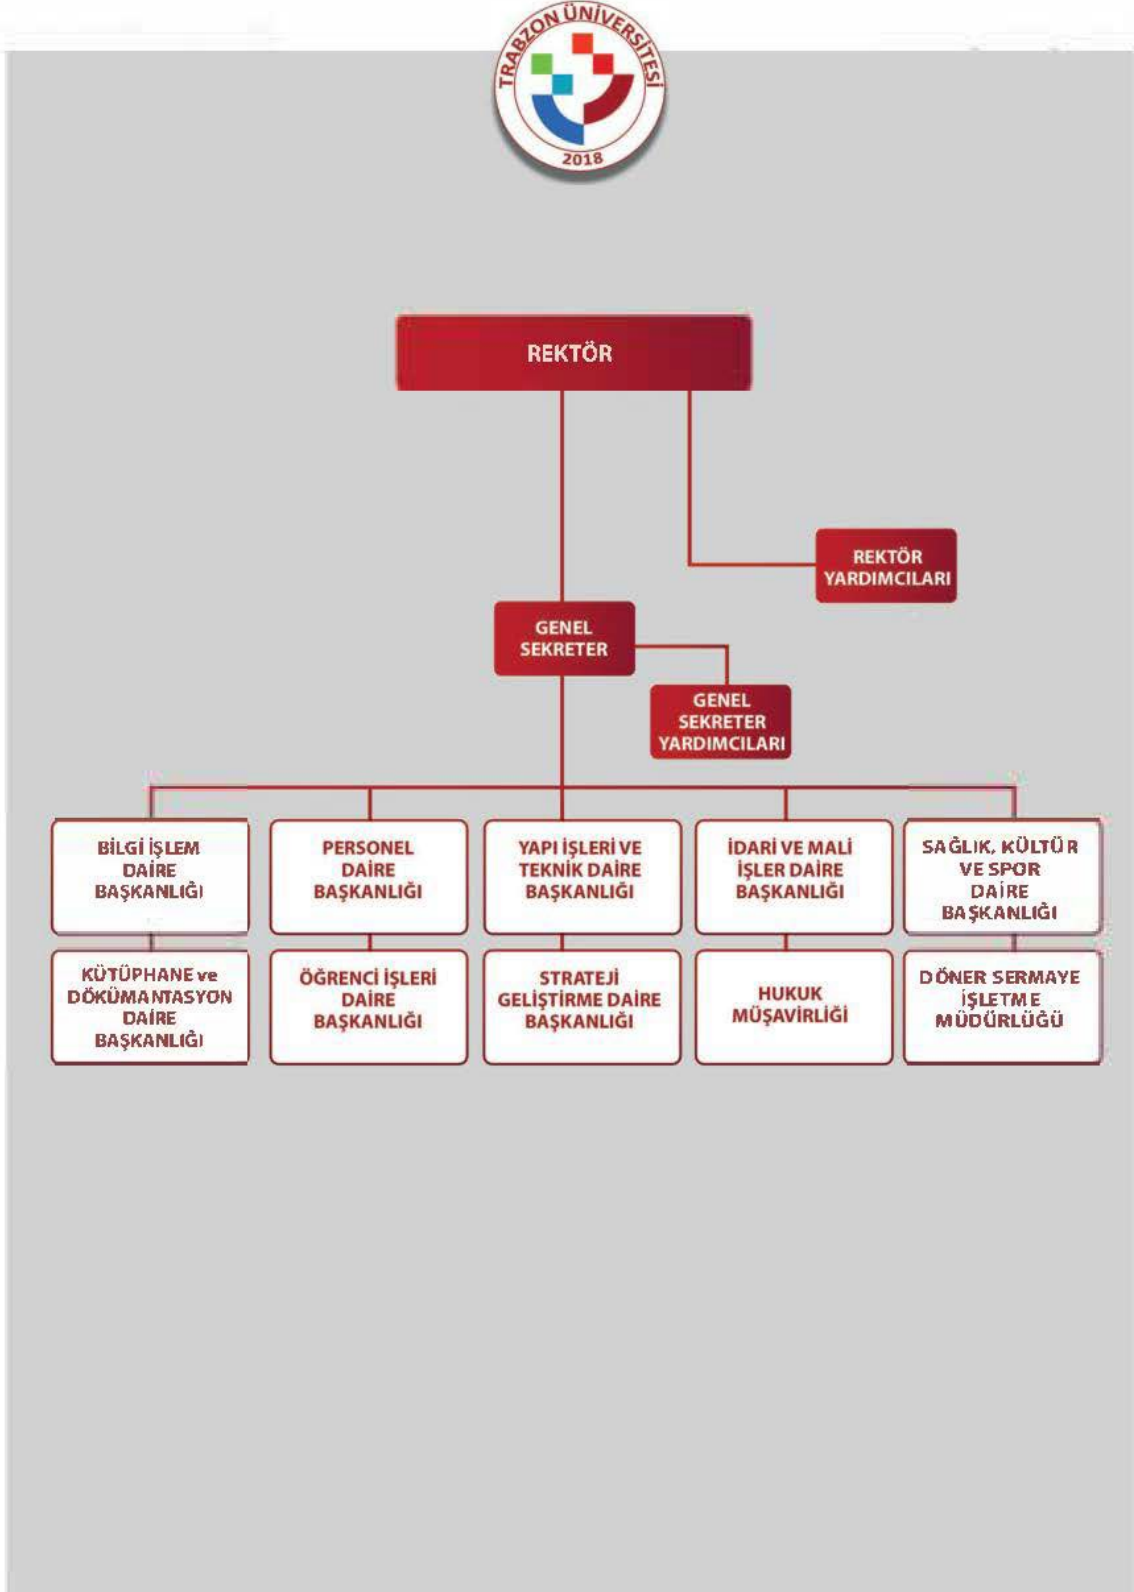 TRABZON ÜNİVERSİTESİ
2018
REKTÖR
REKTÖR
YARDIMCILARI
GENEL
SEKRETER
GENEL
SEKRETER
YARDIMCILARI
BİLGİ İŞLEM
DAİRE
BAŞKANLIĞI
PERSONEL
DAİRE
BAŞKANLIĞI
YAPI İŞLERİ VE
TEKNİK DAİRE
BAŞKANLIĞI
İDARİ VE MALİ
İŞLER DAİRE
BAŞKANLIĞI
SAĞLIK, KÜLTÜR
VE SPOR
DAİRE
BAŞKANLIĞI
KÜTÜPHANE ve
DÖKÜMANTASYON
DAİRE
BAŞKANLIĞI
ÖĞRENCİ İŞLERİ
DAİRE
BAŞKANLIĞI
STRATEJİ
GELİŞTİRME DAİRE
BAŞKANLIĞI
HUKUK
MÜŞAVİRLİĞİ
DÖNER SERMAYE
İŞLETME
MÜDÜRLÜĞÜ